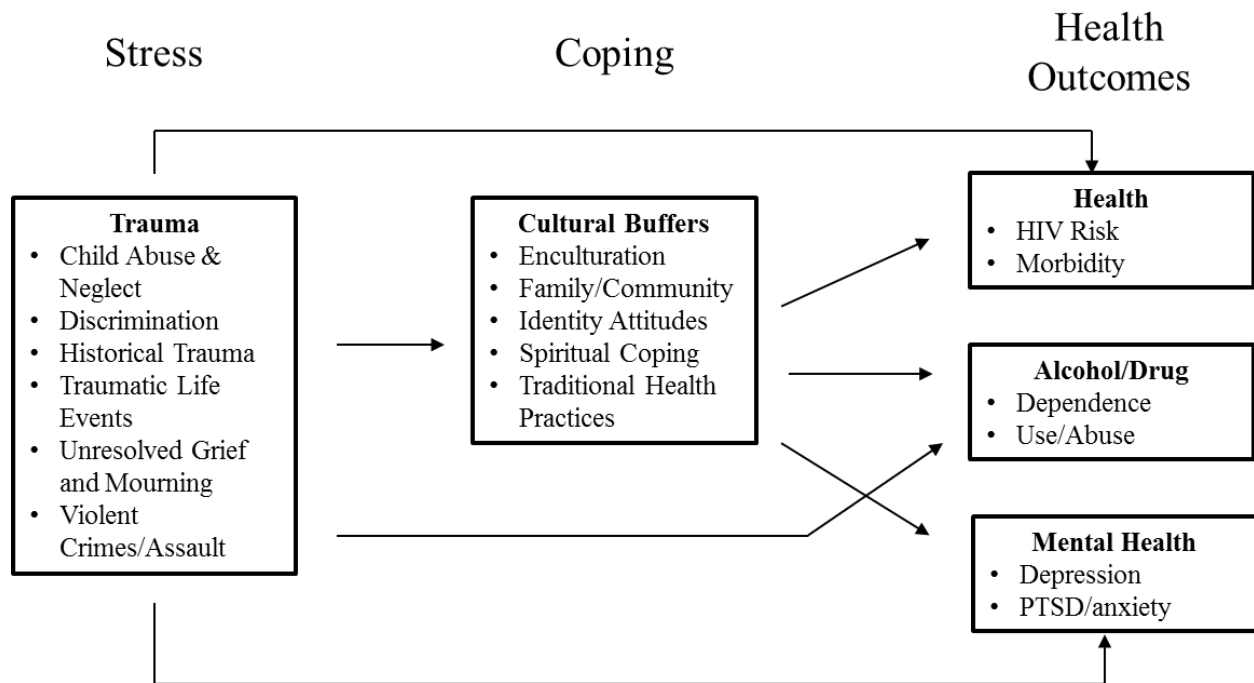 Stress
Coping
Health
Outcomes
Trauma
• Child Abuse &
Neglect
• Discrimination
• Historical Trauma
• Traumatic Life
Events
• Unresolved Grief
and Mourning
• Violent
Crimes/Assault
Cultural Buffers
• Enculturation
• Family/Community
• Identity Attitudes
• Spiritual Coping
• Traditional Health
Practices
Health
• HIV Risk
• Morbidity
Alcohol/Drug
• Dependence
• Use/Abuse
Mental Health
• Depression
• PTSD/anxiety